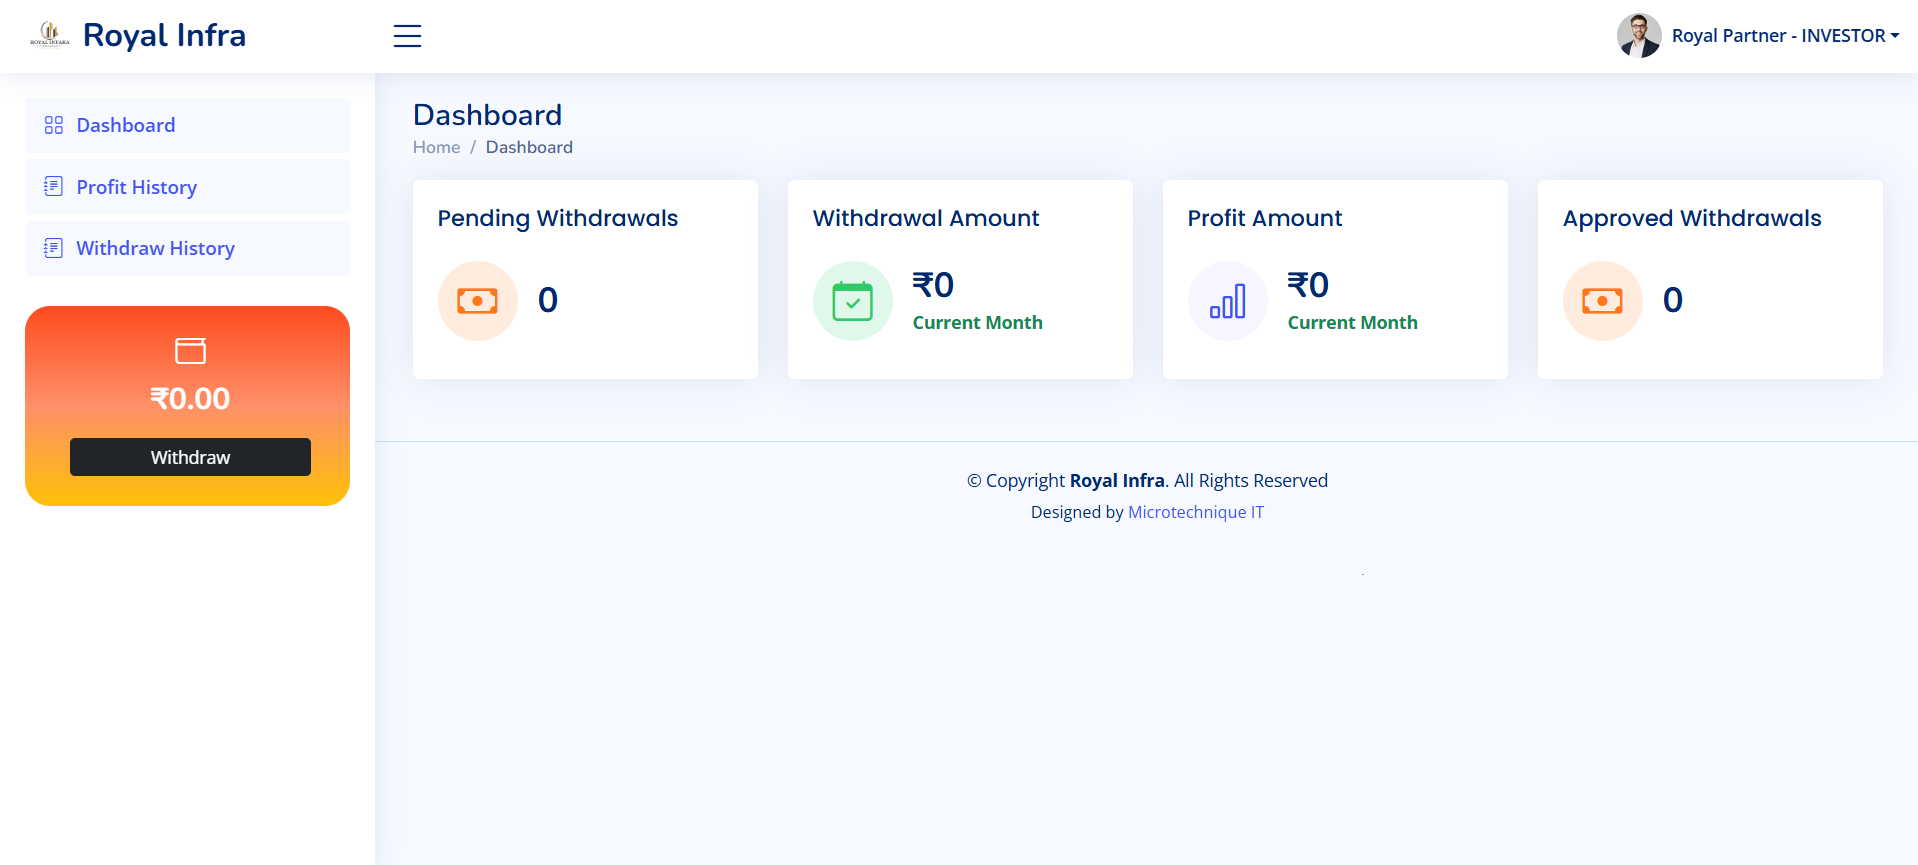 ROYAL INFARA
Royal Infra
Royal Partner - INVESTOR
Dashboard
Profit History
Withdraw History
₹0.00
Withdraw
Dashboard
Home / Dashboard
Pending Withdrawals
0
Withdrawal Amount
₹0
Current Month
Profit Amount
₹0
Current Month
Approved Withdrawals
0
© Copyright Royal Infra. All Rights Reserved
Designed by Microtechnique IT